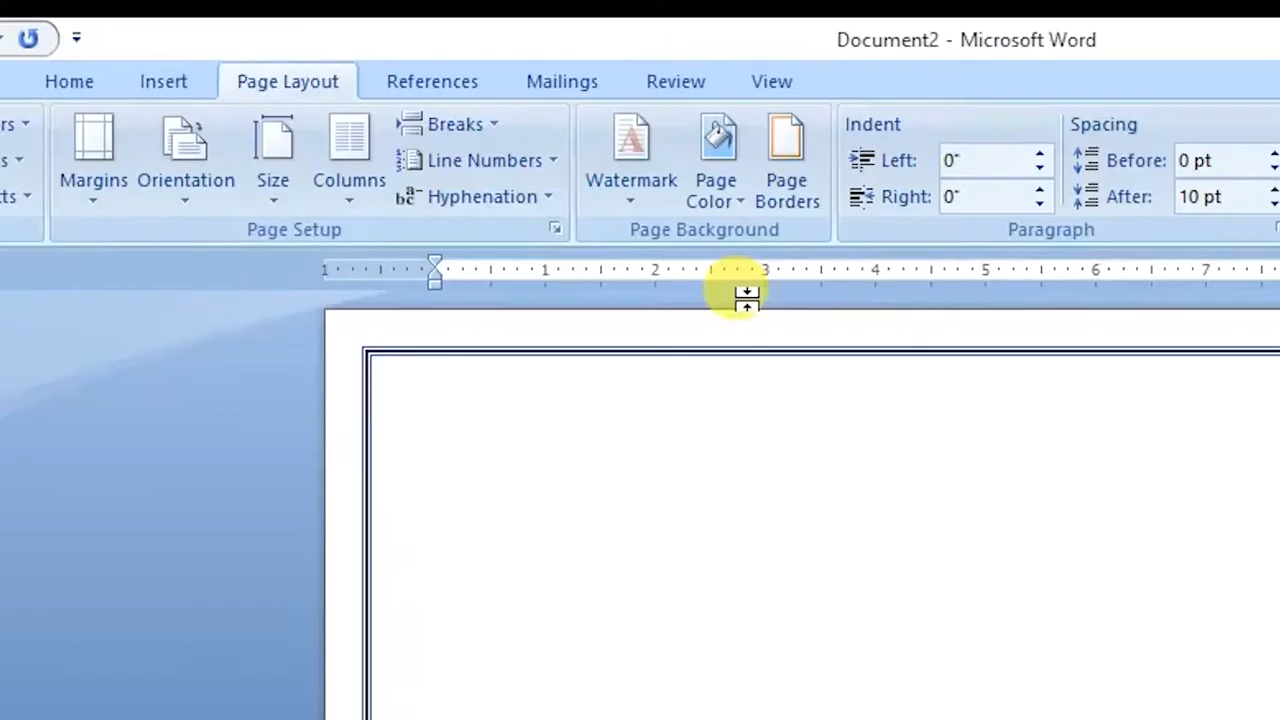 Document2 - Microsoft Word
Home Insert Page Layout References Mailings Review View
rs Breaks Indent Spacing
s Line Numbers Left: 0" Before: 0 pt
Margins Orientation Size Columns Watermark Page Color Page Borders
ts Hyphenation Right: 0" After: 10 pt
Page Setup Page Background Paragraph
1 1 2 3 4 5 6 7